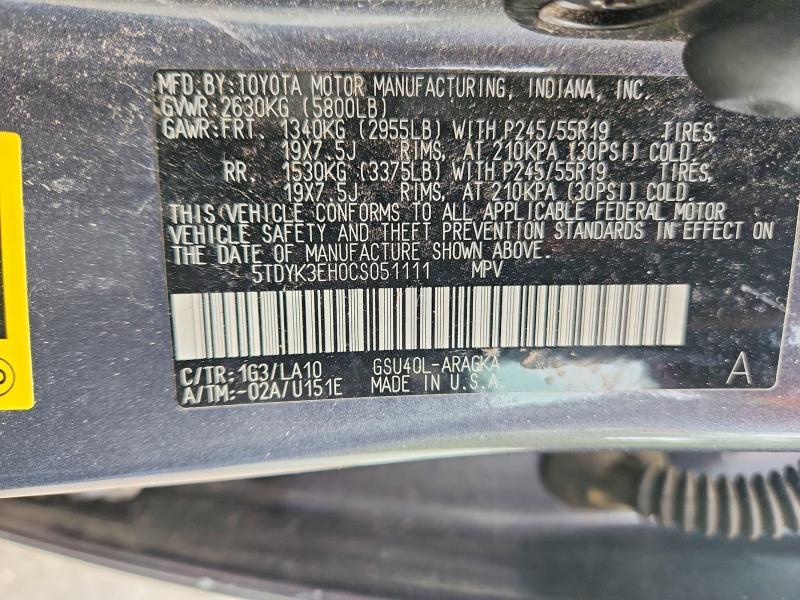 MFD. BY: TOYOTA MOTOR MANUFACTURING, INDIANA, INC.
GVWR: 2630KG (5800LB)
GAWR: FRT. 1340KG (2955LB) WITH P245/55R19 TIRES,
19X7.5J RIMS, AT 210KPA (30PSI) COLD.
RR. 1530KG (3375LB) WITH P245/55R19 TIRES,
19X7.5J RIMS, AT 210KPA (30PSI) COLD.
THIS VEHICLE CONFORMS TO ALL APPLICABLE FEDERAL MOTOR
VEHICLE SAFETY AND THEFT PREVENTION STANDARDS IN EFFECT ON
THE DATE OF MANUFACTURE SHOWN ABOVE.
5TDYK3EH0CS051111 MPV
C/TR: 1G3/LA10 GSU40L-ARAGKA
A/TM: -02A/U151E MADE IN U.S.A. A